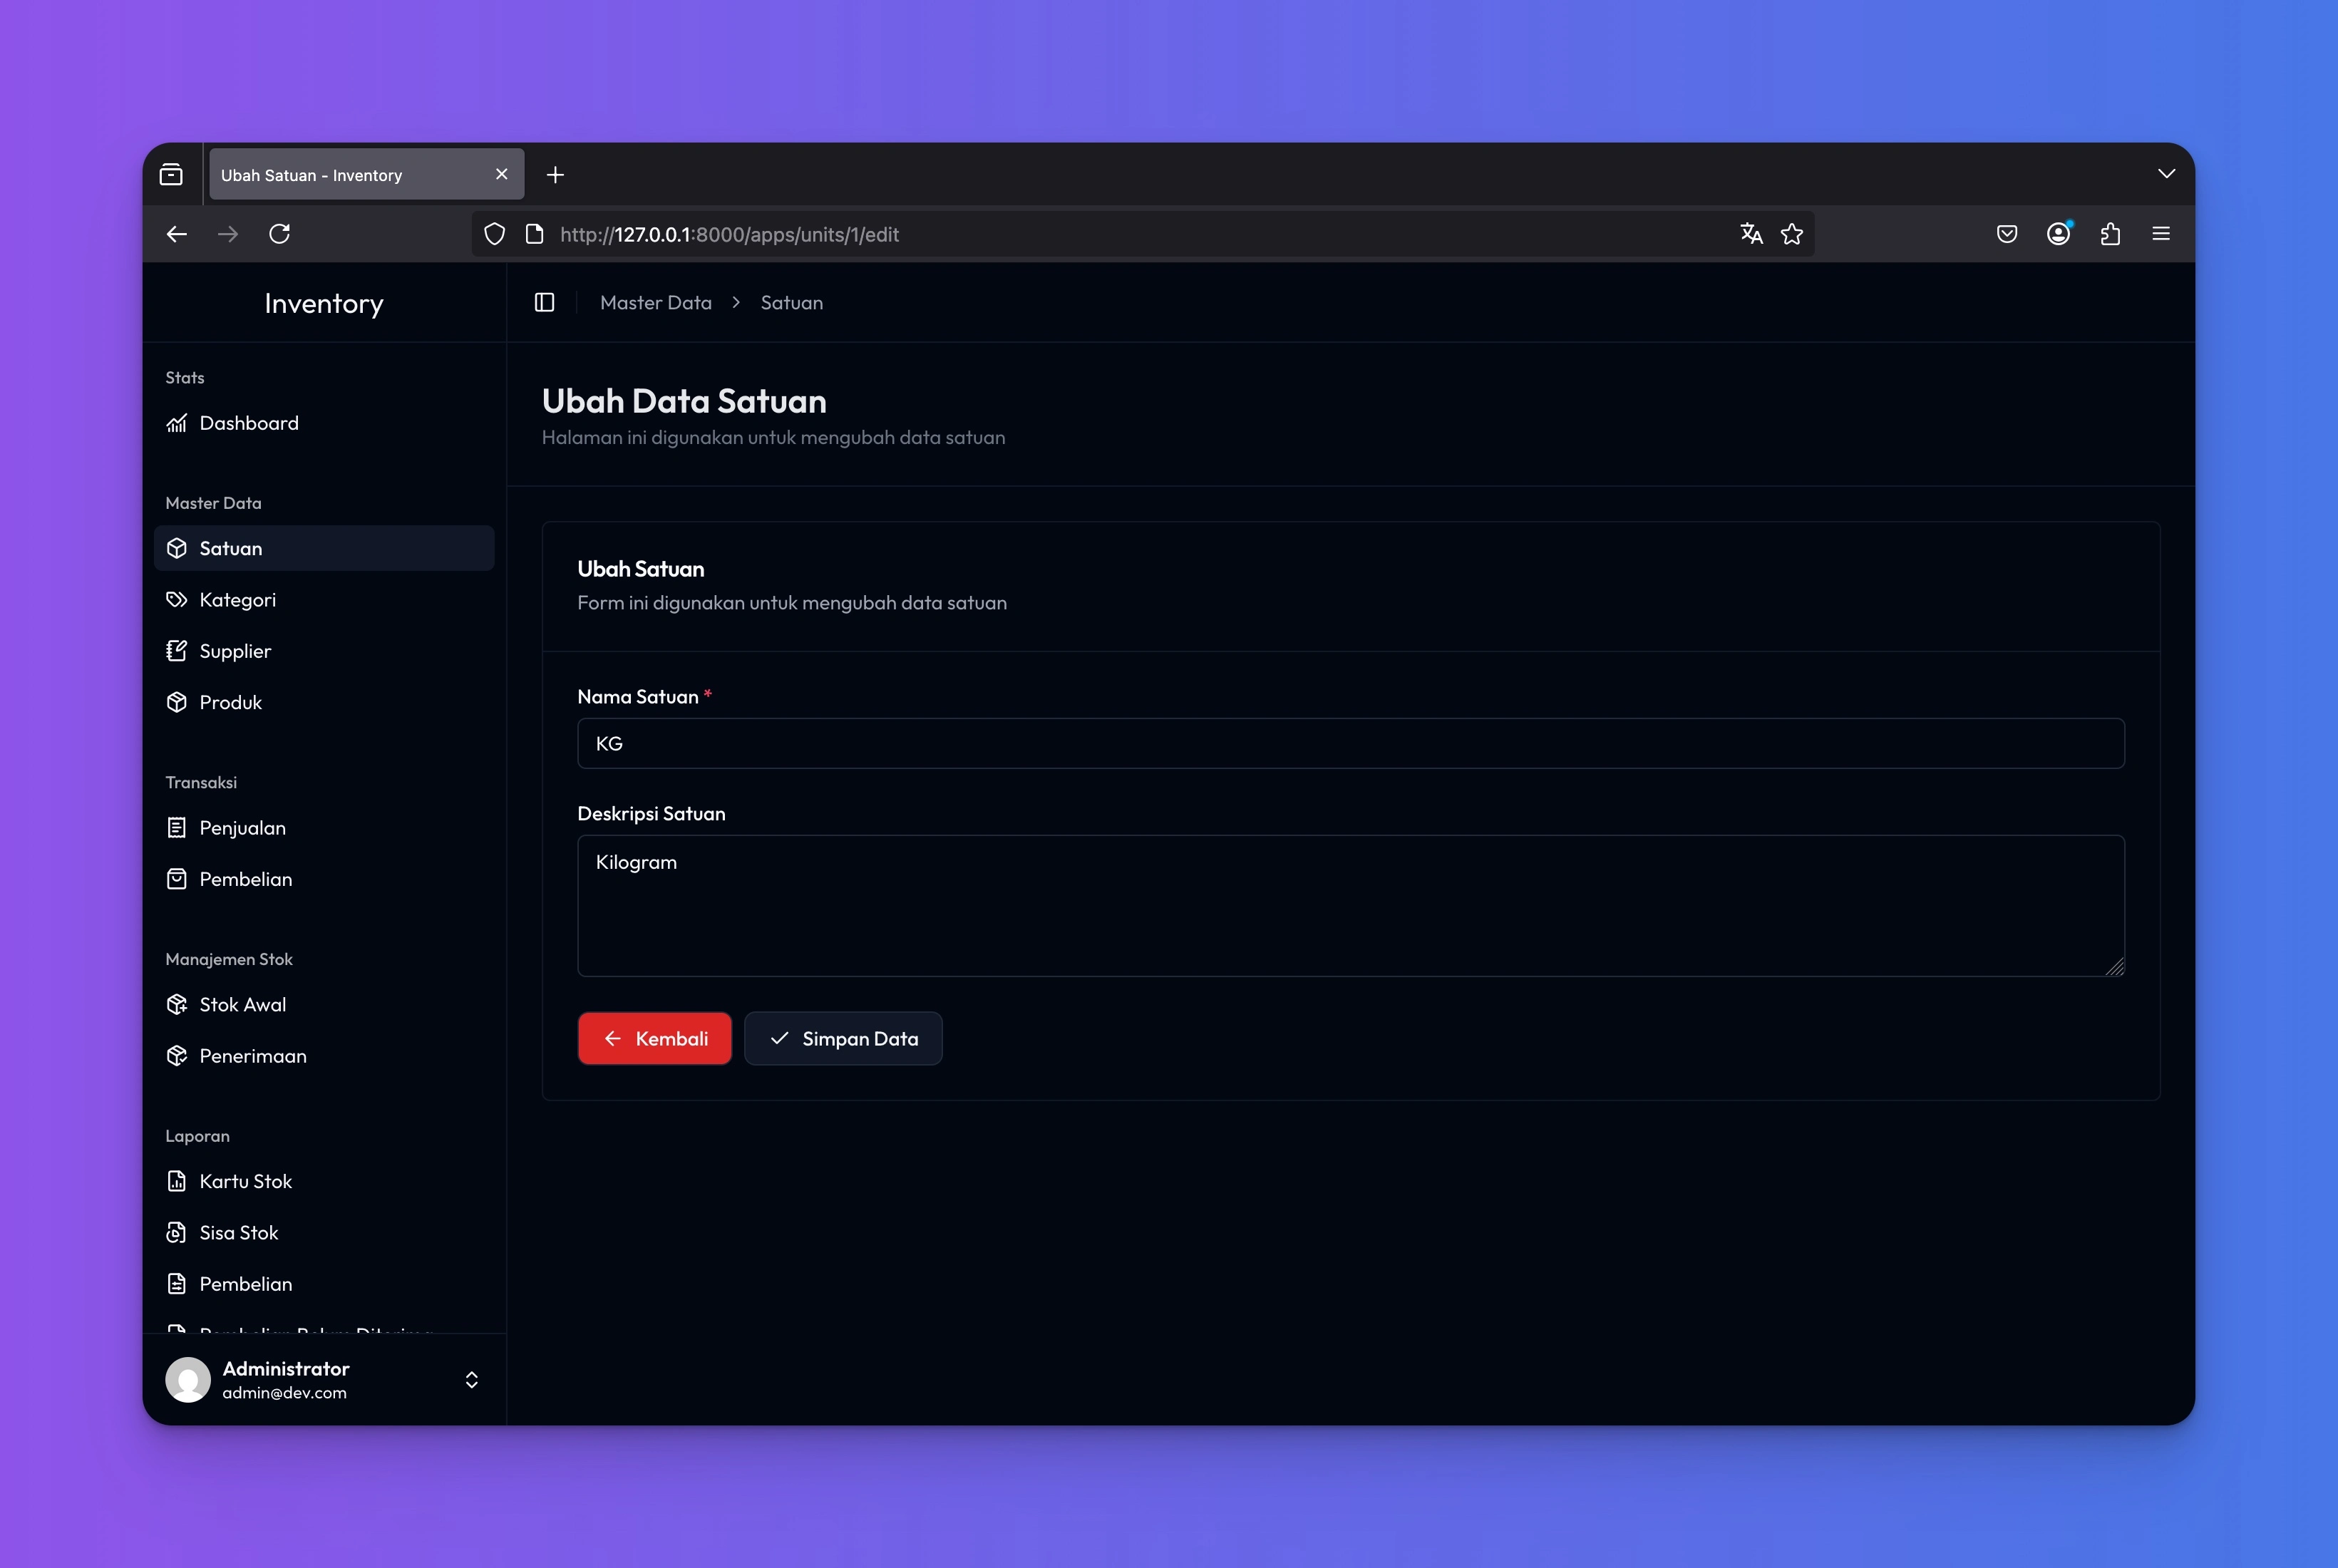 Ubah Satuan - Inventory
http://127.0.0.1:8000/apps/units/1/edit
Inventory
Master Data > Satuan
Stats
Dashboard
Master Data
Satuan
Kategori
Supplier
Produk
Transaksi
Penjualan
Pembelian
Manajemen Stok
Stok Awal
Penerimaan
Laporan
Kartu Stok
Sisa Stok
Pembelian
Pembelian Belum Diterima
Administrator
admin@dev.com
Ubah Data Satuan
Halaman ini digunakan untuk mengubah data satuan
Ubah Satuan
Form ini digunakan untuk mengubah data satuan
Nama Satuan *
KG
Deskripsi Satuan
Kilogram
Kembali
Simpan Data